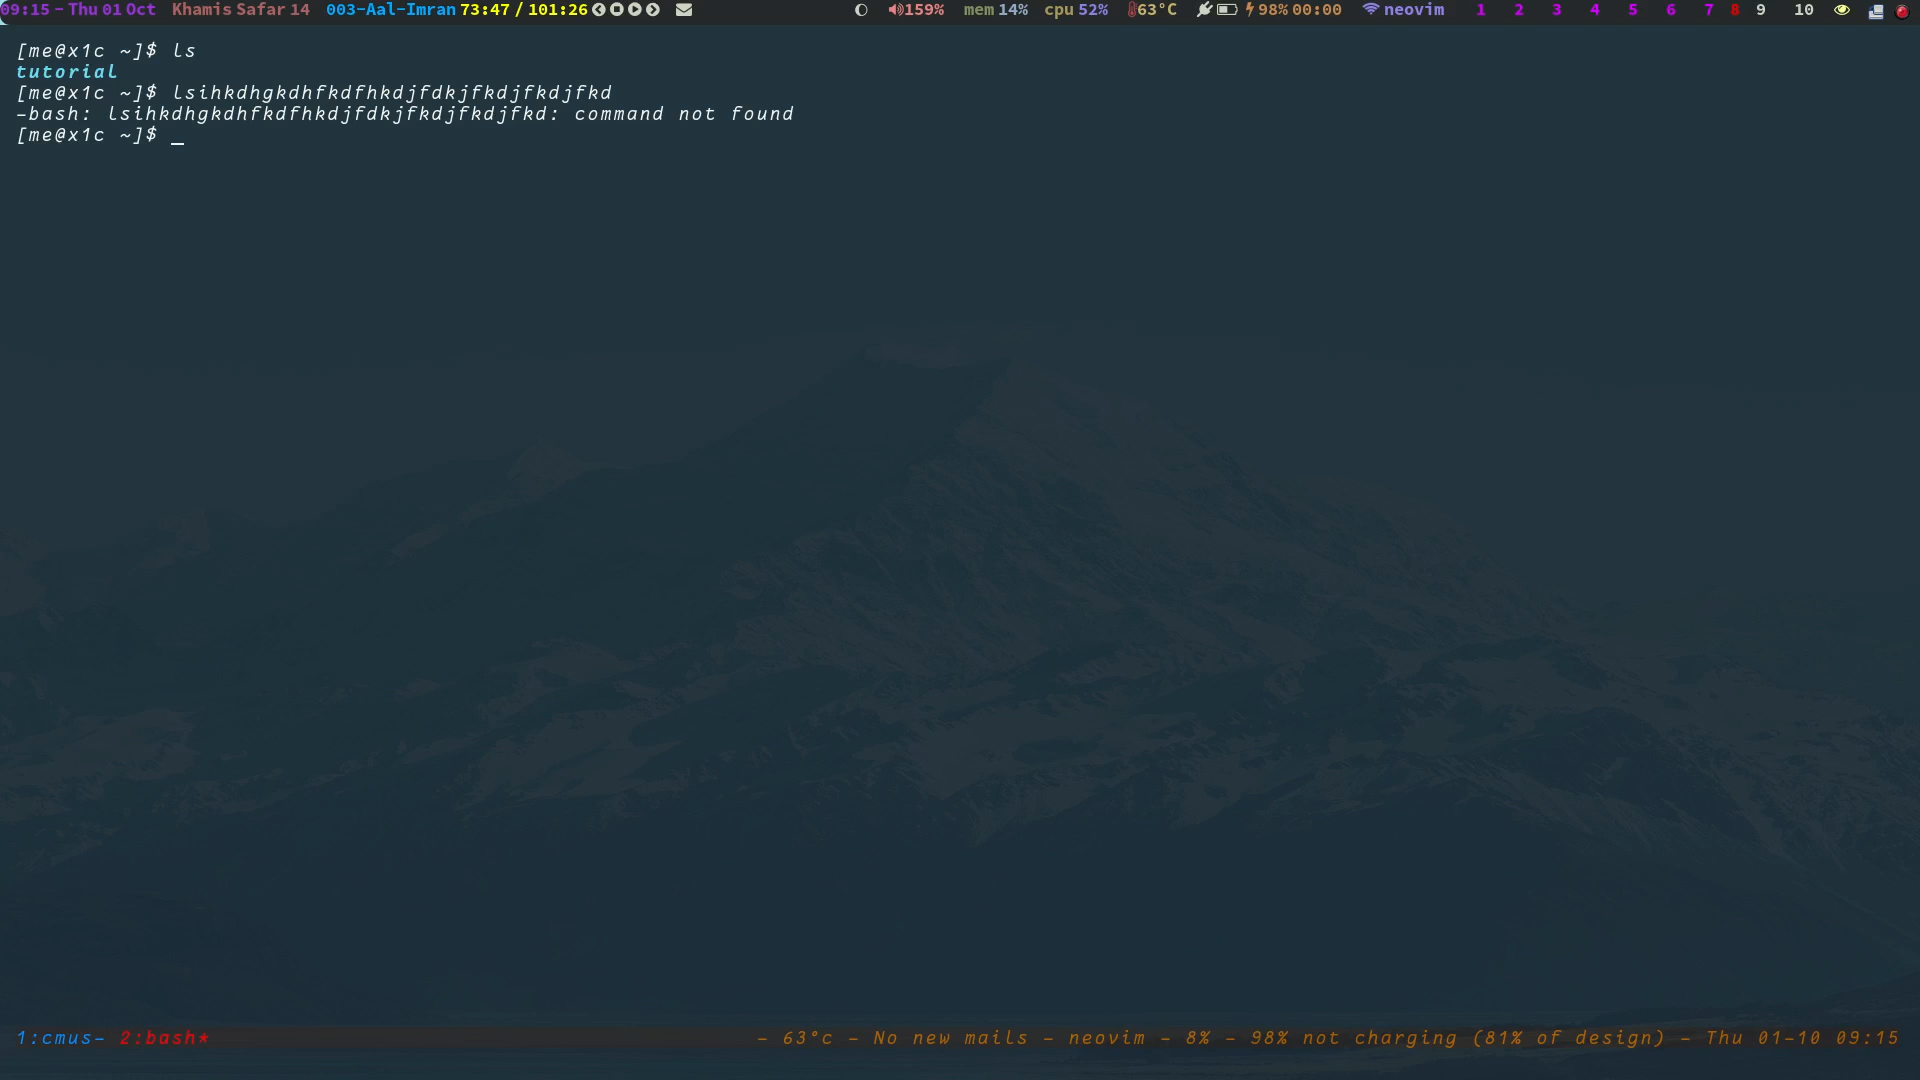 09:15 - Thu 01 Oct Khamis Safar 14 003-Aal-Imran 73:47 / 101:26 159% mem 14% cpu 52% 63°C 98% 00:00 neovim 1 2 3 4 5 6 7 8 9 10
[me@x1c ~]$ ls
tutorial
[me@x1c ~]$ lsihkdhgkdhfkdfhkdjfdkjfkdjfkdjfkd
-bash: lsihkdhgkdhfkdfhkdjfdkjfkdjfkdjfkd: command not found
[me@x1c ~]$ _
1:cmus- 2:bash* - 63°c - No new mails - neovim - 8% - 98% not charging (81% of design) - Thu 01-10 09:15